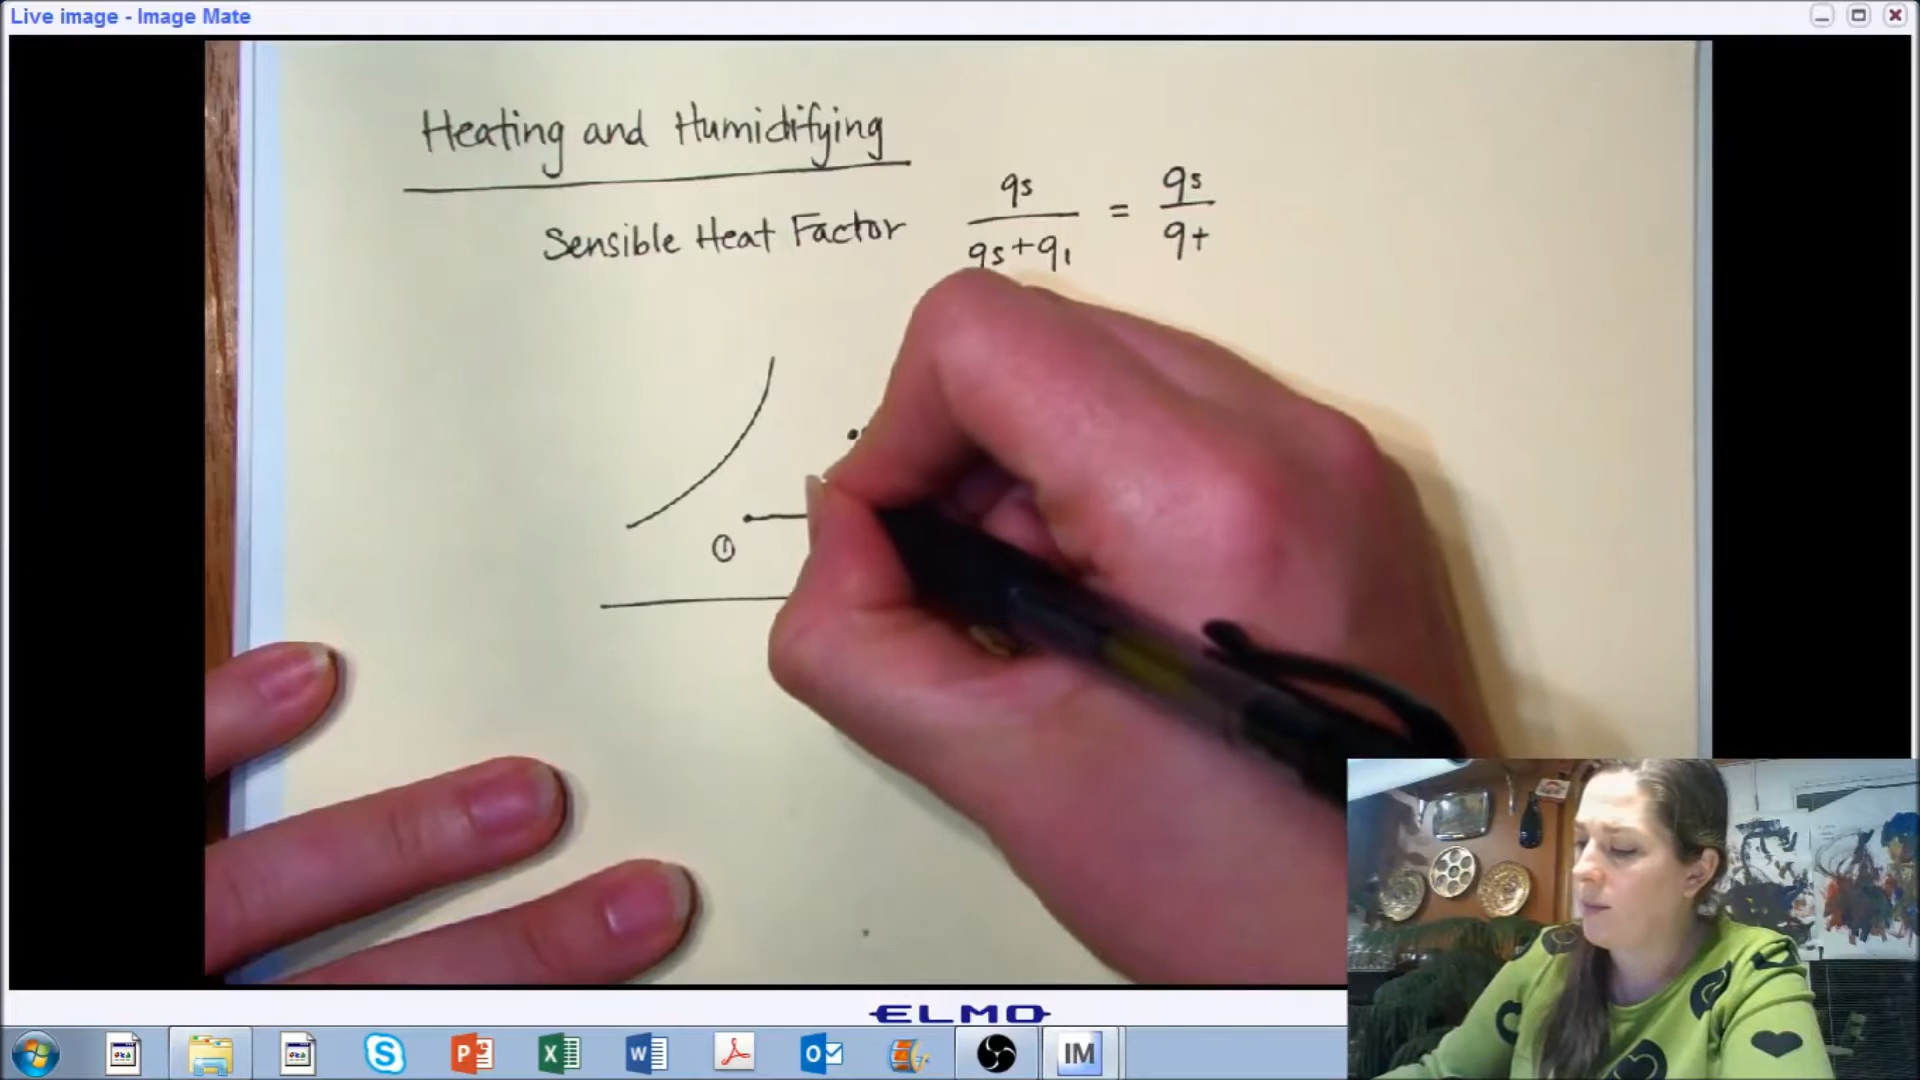 Live image - Image Mate
Heating and Humidifying
Sensible Heat Factor qs / qs+ql = qs / qt
①
ELMO
IM